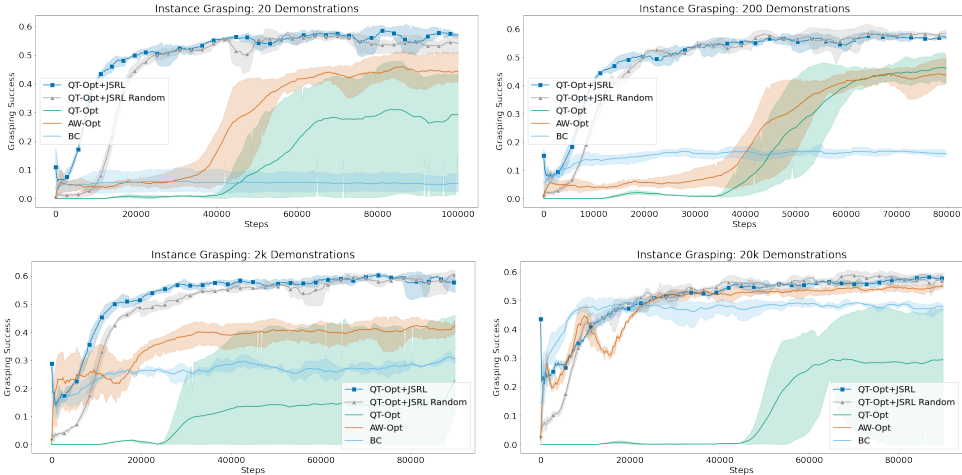 Instance Grasping: 20 Demonstrations
Grasping Success
0.6
0.5
0.4
0.3
0.2
0.1
0.0
QT-Opt+JSRL
QT-Opt+JSRL Random
QT-Opt
AW-Opt
BC
0 20000 40000 60000 80000 100000
Steps
Instance Grasping: 200 Demonstrations
Grasping Success
0.6
0.5
0.4
0.3
0.2
0.1
0.0
QT-Opt+JSRL
QT-Opt+JSRL Random
QT-Opt
AW-Opt
BC
0 10000 20000 30000 40000 50000 60000 70000 80000
Steps
Instance Grasping: 2k Demonstrations
Grasping Success
0.6
0.5
0.4
0.3
0.2
0.1
0.0
QT-Opt+JSRL
QT-Opt+JSRL Random
QT-Opt
AW-Opt
BC
0 20000 40000 60000 80000
Steps
Instance Grasping: 20k Demonstrations
Grasping Success
0.6
0.5
0.4
0.3
0.2
0.1
0.0
QT-Opt+JSRL
QT-Opt+JSRL Random
QT-Opt
AW-Opt
BC
0 20000 40000 60000 80000
Steps